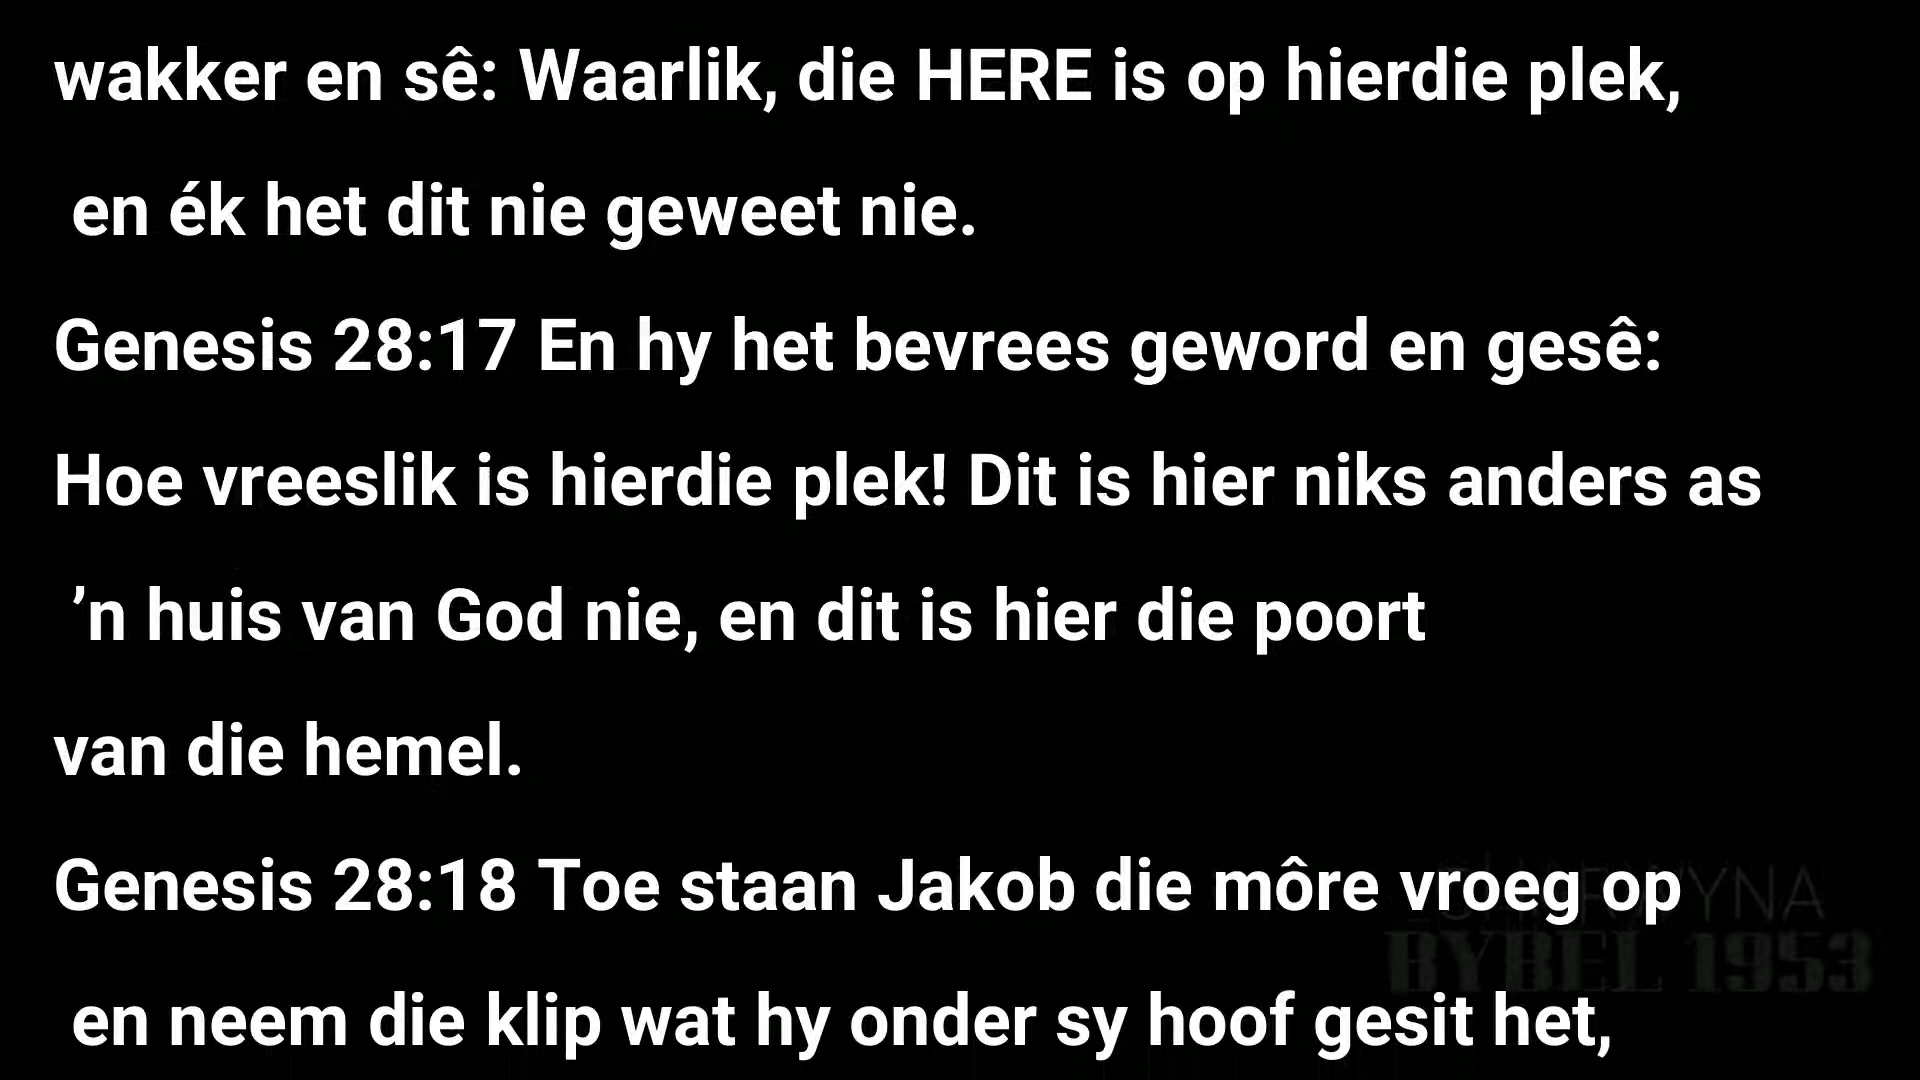 wakker en sê: Waarlik, die HERE is op hierdie plek,
en ék het dit nie geweet nie.
Genesis 28:17 En hy het bevrees geword en gesê:
Hoe vreeslik is hierdie plek! Dit is hier niks anders as
’n huis van God nie, en dit is hier die poort
van die hemel.
Genesis 28:18 Toe staan Jakob die môre vroeg op
BYBEL 1953
en neem die klip wat hy onder sy hoof gesit het,